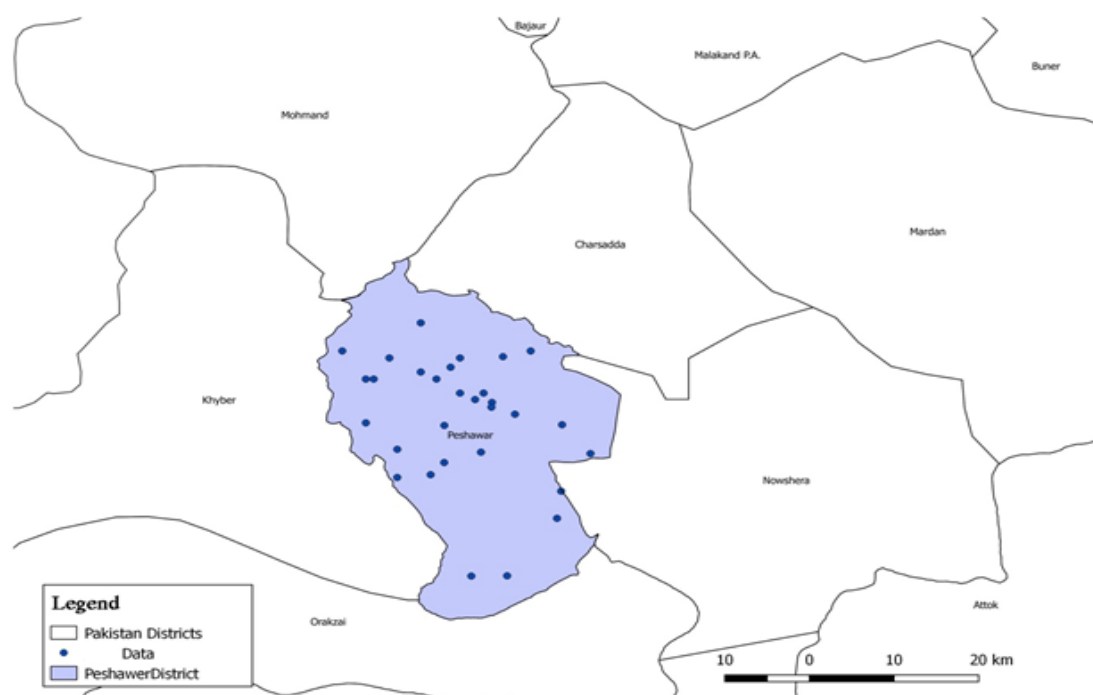 Bajaur
Malakand P.A.
Buner
Mohmand
Mardan
Charsadda
Khyber
Peshawar
Nowshera
Attok
Orakzai
Legend
Pakistan Districts
Data
PeshawerDistrict
10 0 10 20 km